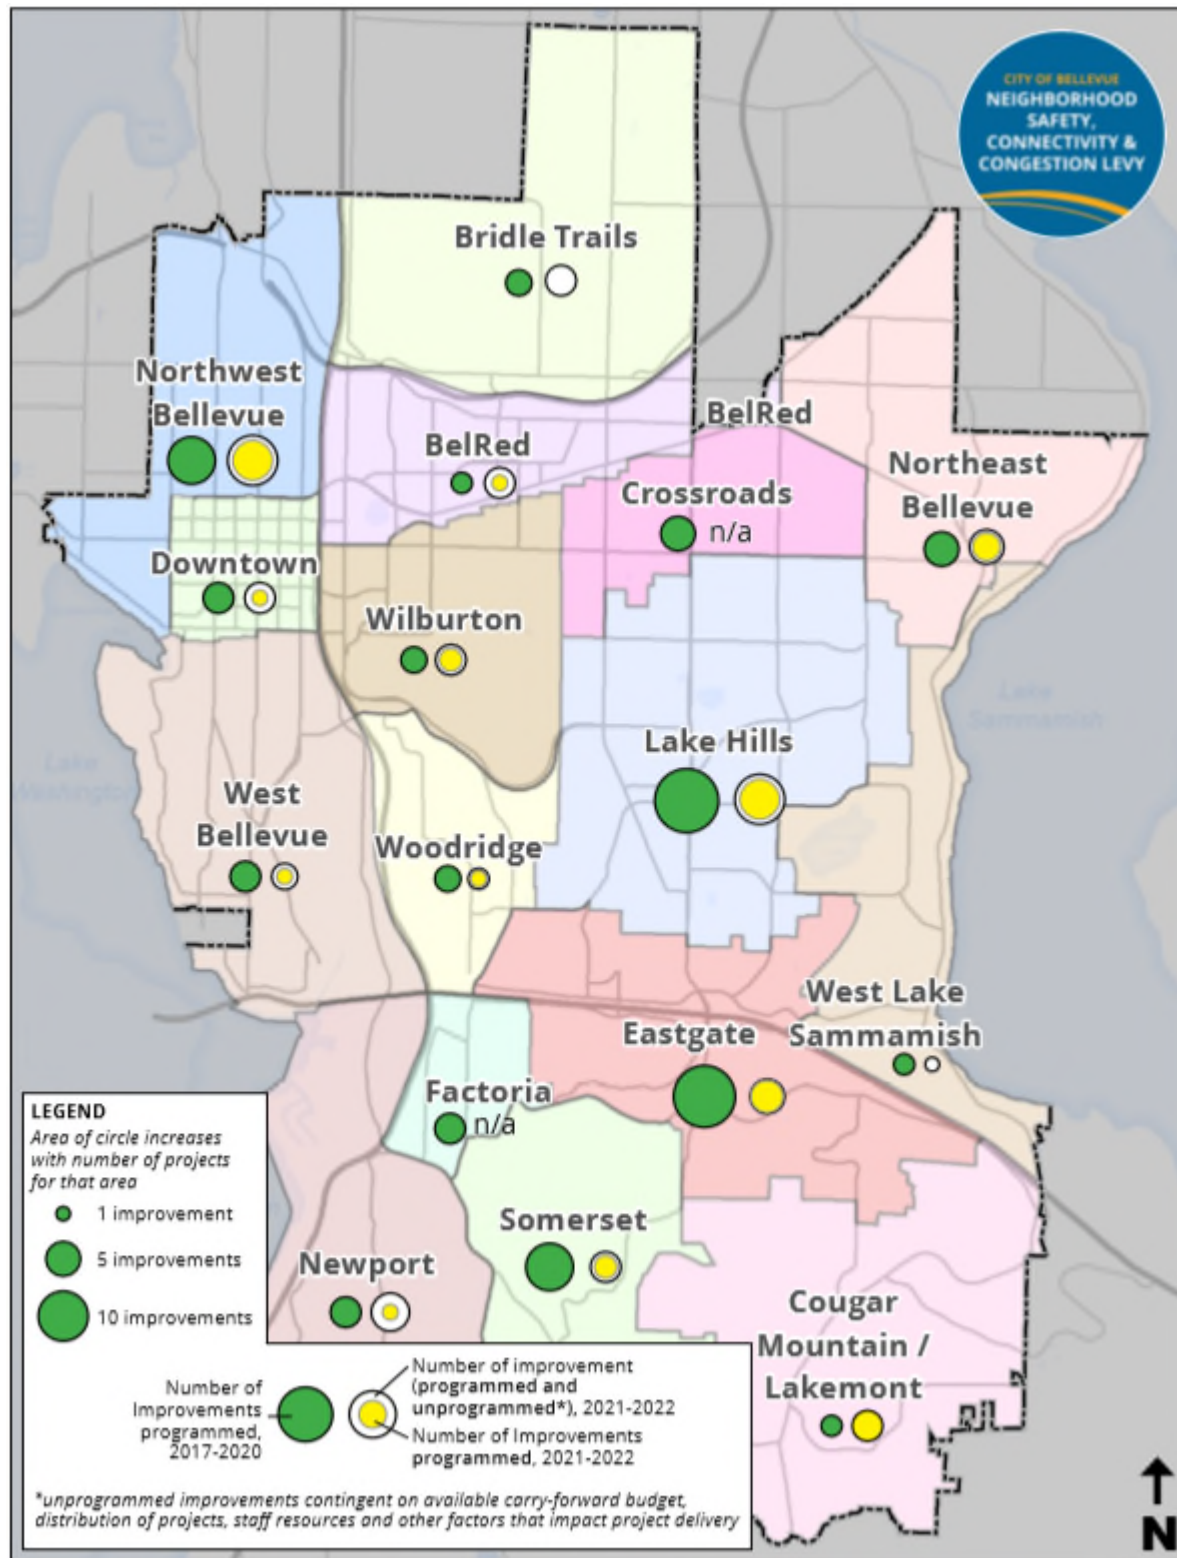 CITY OF BELLEVUE
NEIGHBORHOOD
SAFETY,
CONNECTIVITY &
CONGESTION LEVY
Bridle Trails
Northwest
Bellevue
BelRed
BelRed
Crossroads
n/a
Northeast
Bellevue
Downtown
Wilburton
Lake
Sammamish
Lake Hills
Lake
Washington
West
Bellevue
Woodridge
West Lake
Sammamish
Eastgate
Factoria
n/a
Somerset
Newport
Cougar
Mountain /
Lakemont
LEGEND
Area of circle increases
with number of projects
for that area
1 improvement
5 improvements
10 improvements
Number of
Improvements
programmed,
2017-2020
Number of improvement
(programmed and
unprogrammed*), 2021-2022
Number of Improvements
programmed, 2021-2022
*unprogrammed improvements contingent on available carry-forward budget,
distribution of projects, staff resources and other factors that impact project delivery
N